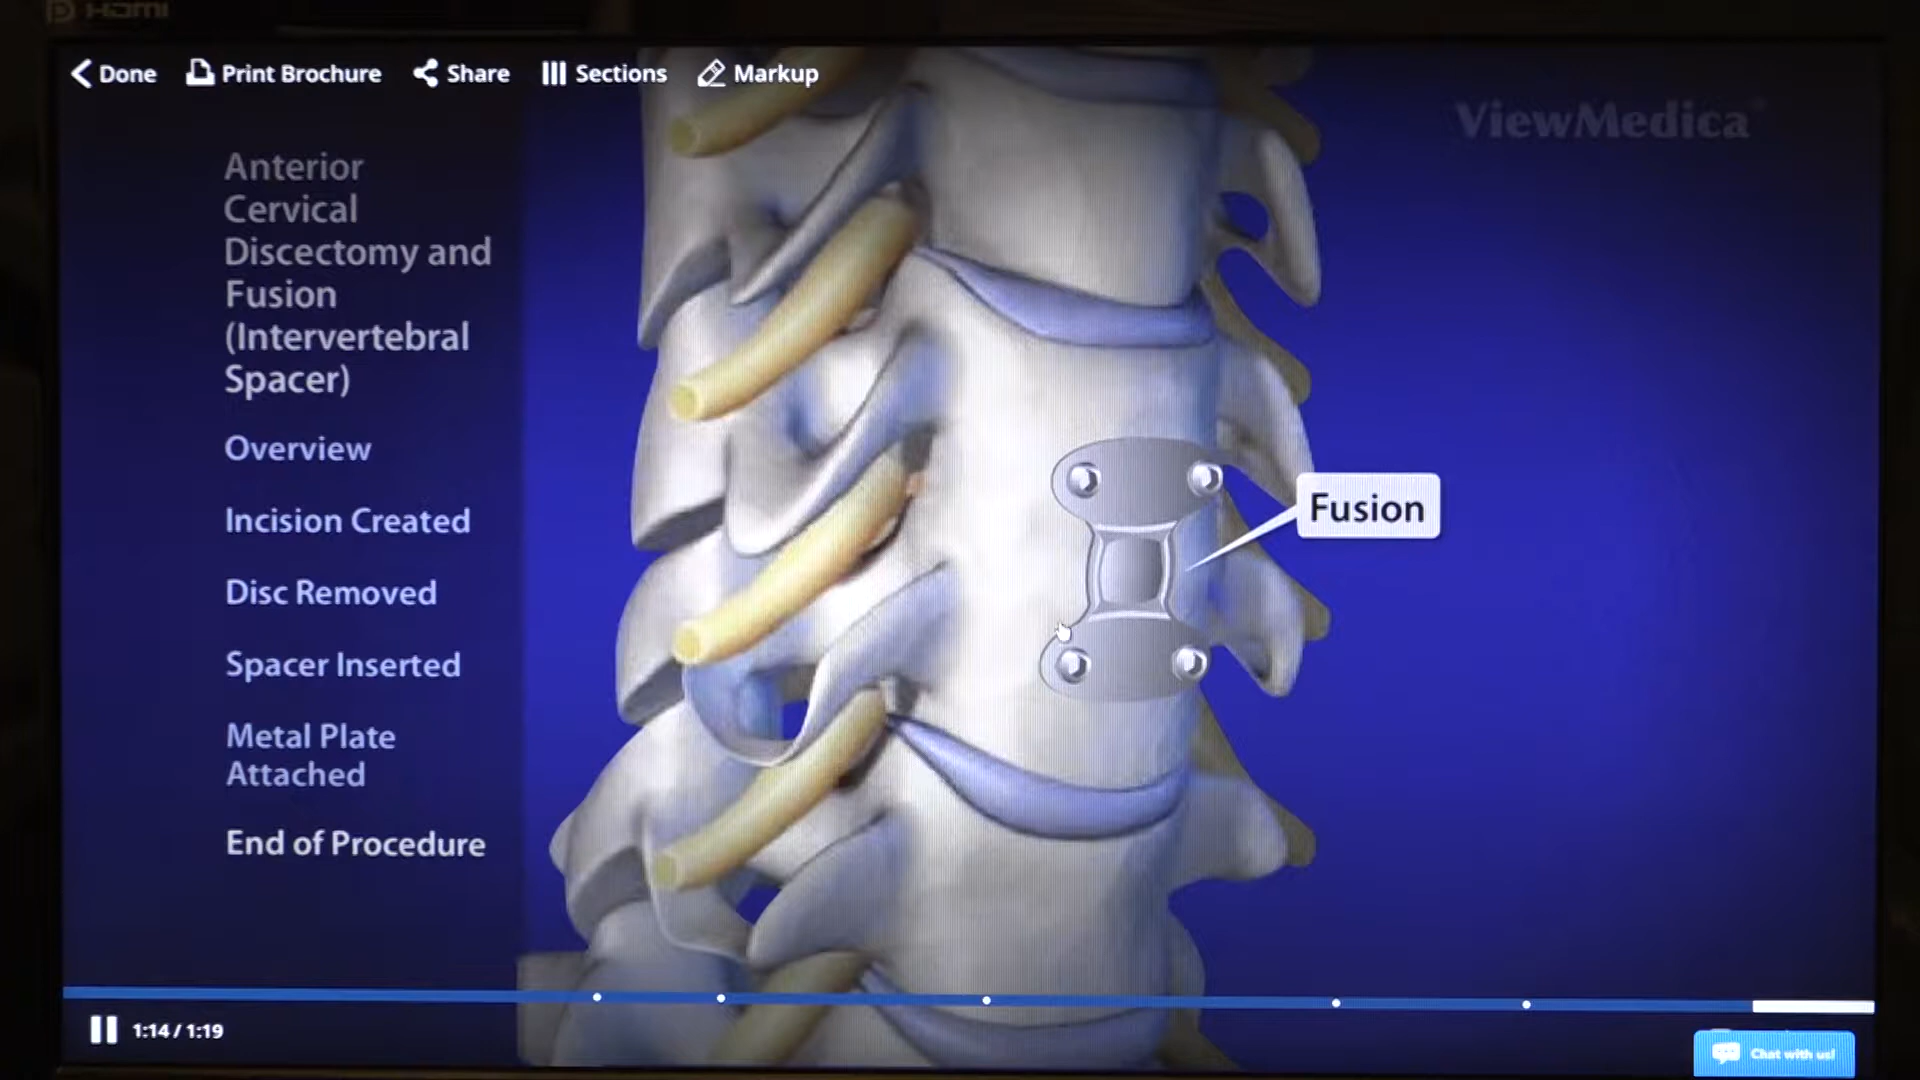 HDMI
Done
Print Brochure
Share
Sections
Markup
ViewMedica
Anterior
Cervical
Discectomy and
Fusion
(Intervertebral
Spacer)
Overview
Incision Created
Disc Removed
Spacer Inserted
Metal Plate
Attached
End of Procedure
Fusion
1:14 / 1:19
Chat with us!